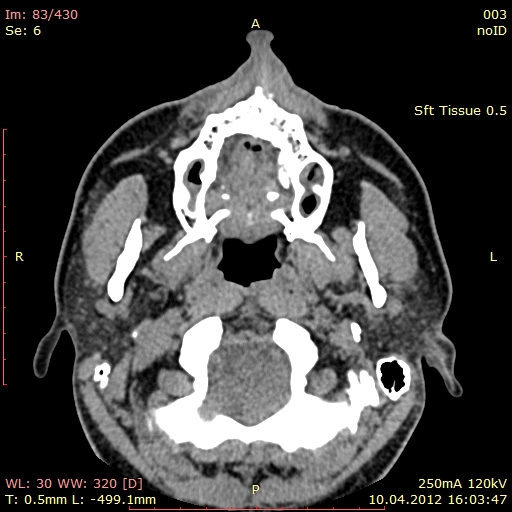 Im: 83/430
Se: 6
A
003
noID
Sft Tissue 0.5
R
L
WL: 30 WW: 320 [D]
T: 0.5mm L: -499.1mm
P
250mA 120kV
10.04.2012 16:03:47